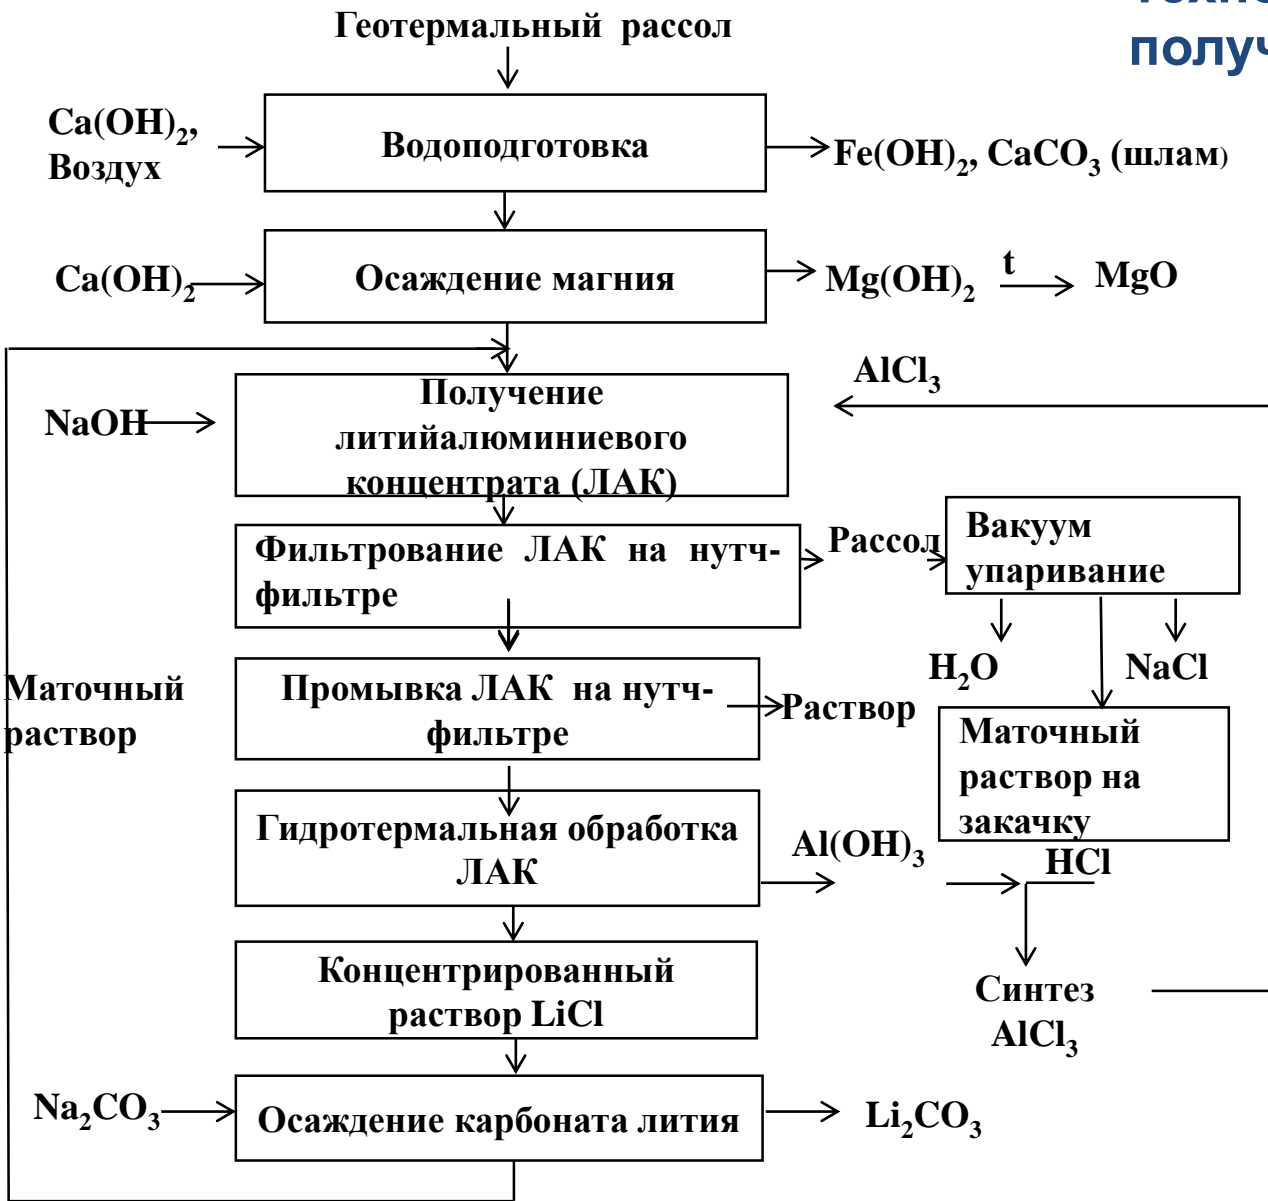 Геотермальный рассол
получ
Ca(OH)₂,
Воздух
Водоподготовка
Fe(OH)₂, CaCO₃ (шлам)
Ca(OH)₂
Осаждение магния
Mg(OH)₂
t
MgO
AlCl₃
NaOH
Получение
литийалюминиевого
концентрата (ЛАК)
Фильтрование ЛАК на нутч-
фильтре
Рассол
Вакуум
упаривание
H₂O
NaCl
Маточный
раствор
Промывка ЛАК на нутч-
фильтре
Раствор
Маточный
раствор на
закачку
Гидротермальная обработка
ЛАК
Al(OH)₃
HCl
Концентрированный
раствор LiCl
Синтез
AlCl₃
Na₂CO₃
Осаждение карбоната лития
Li₂CO₃